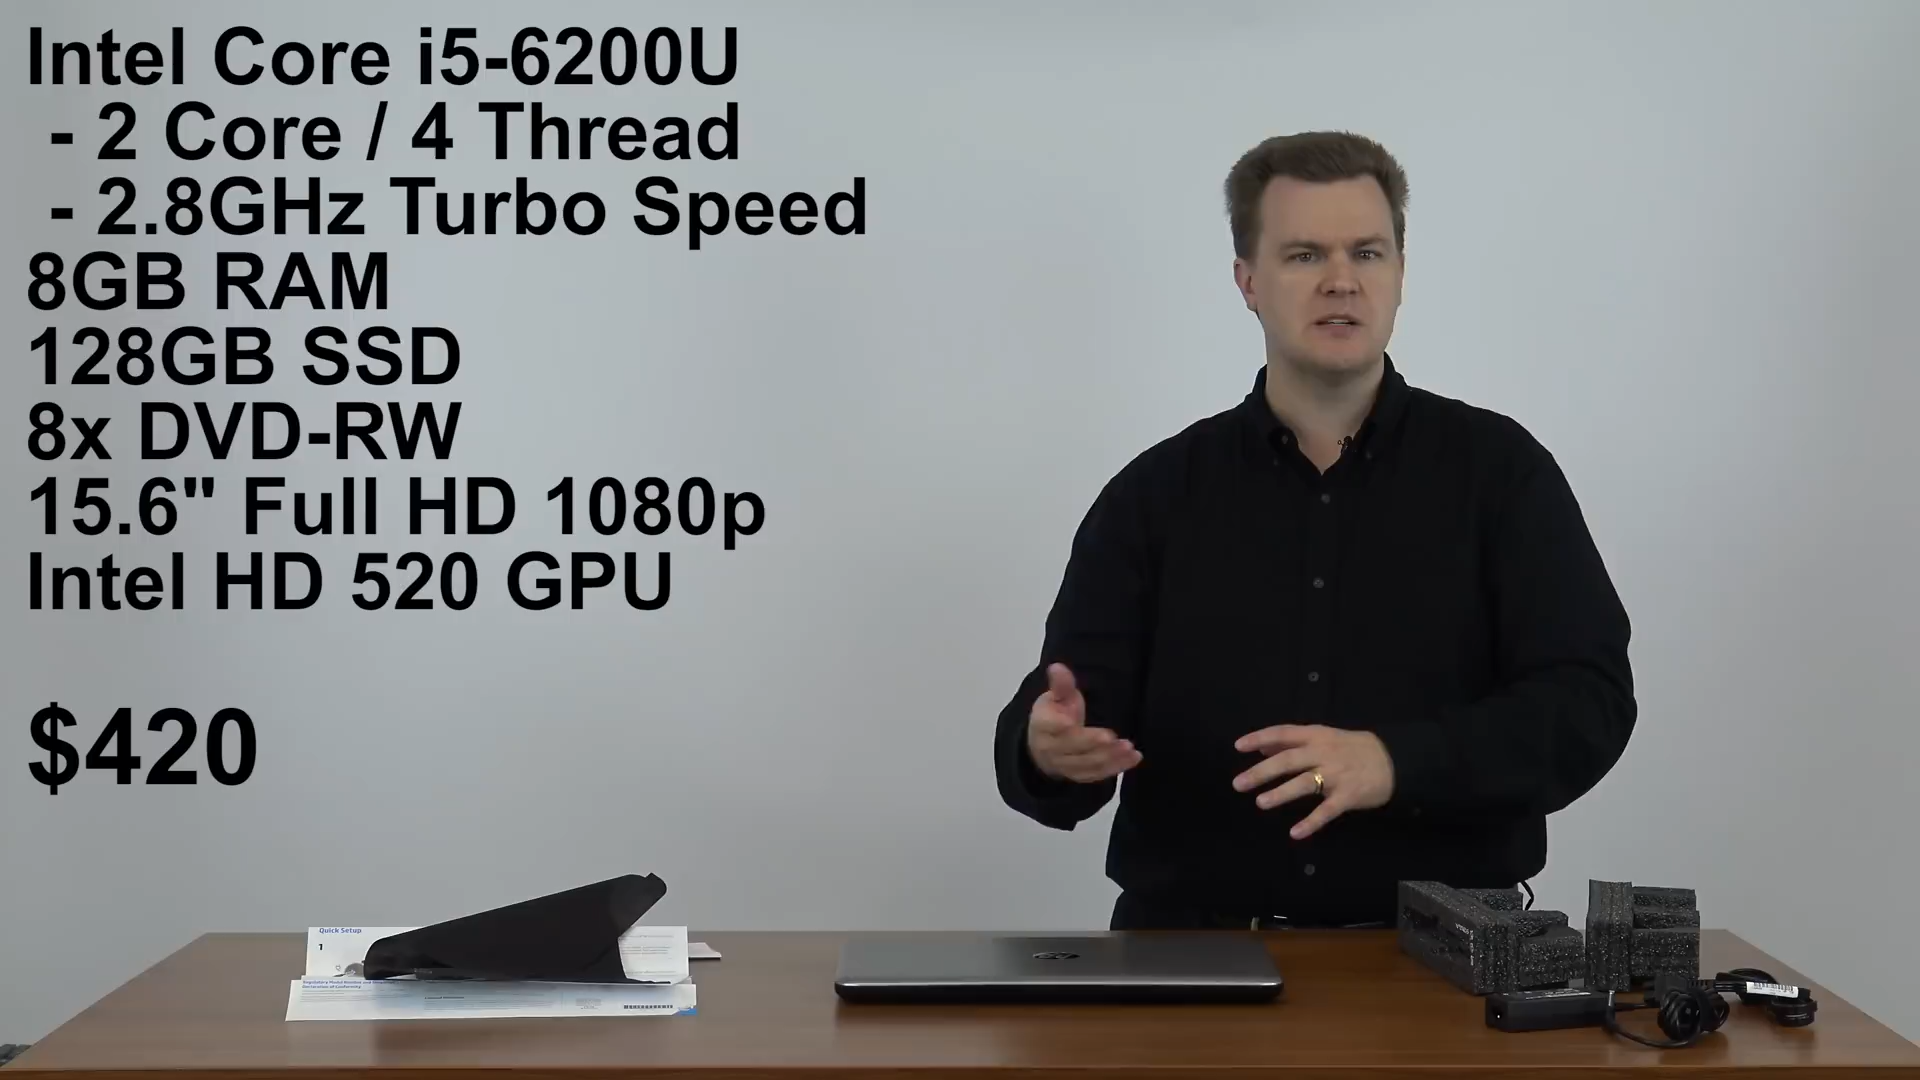 Intel Core i5-6200U
- 2 Core / 4 Thread
- 2.8GHz Turbo Speed
8GB RAM
128GB SSD
8x DVD-RW
15.6" Full HD 1080p
Intel HD 520 GPU
$420
Quick Setup
1
hp